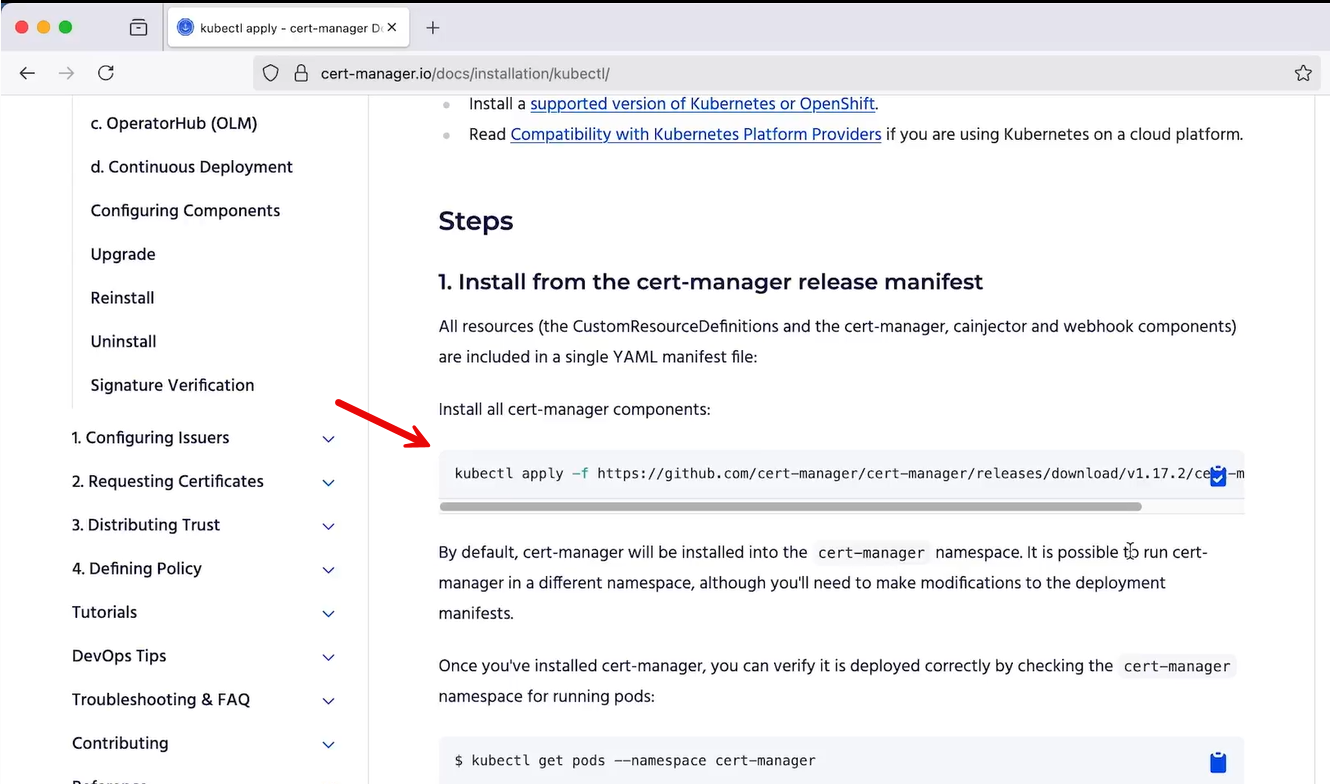 kubectl apply - cert-manager D
cert-manager.io/docs/installation/kubectl/
c. OperatorHub (OLM)
d. Continuous Deployment
Configuring Components
Upgrade
Reinstall
Uninstall
Signature Verification
1. Configuring Issuers
2. Requesting Certificates
3. Distributing Trust
4. Defining Policy
Tutorials
DevOps Tips
Troubleshooting & FAQ
Contributing
Install a supported version of Kubernetes or OpenShift.
Read Compatibility with Kubernetes Platform Providers if you are using Kubernetes on a cloud platform.
Steps
1. Install from the cert-manager release manifest
All resources (the CustomResourceDefinitions and the cert-manager, cainjector and webhook components)
are included in a single YAML manifest file:
Install all cert-manager components:
kubectl apply -f https://github.com/cert-manager/cert-manager/releases/download/v1.17.2/ce
By default, cert-manager will be installed into the cert-manager namespace. It is possible to run cert-
manager in a different namespace, although you'll need to make modifications to the deployment
manifests.
Once you've installed cert-manager, you can verify it is deployed correctly by checking the cert-manager
namespace for running pods:
$ kubectl get pods --namespace cert-manager